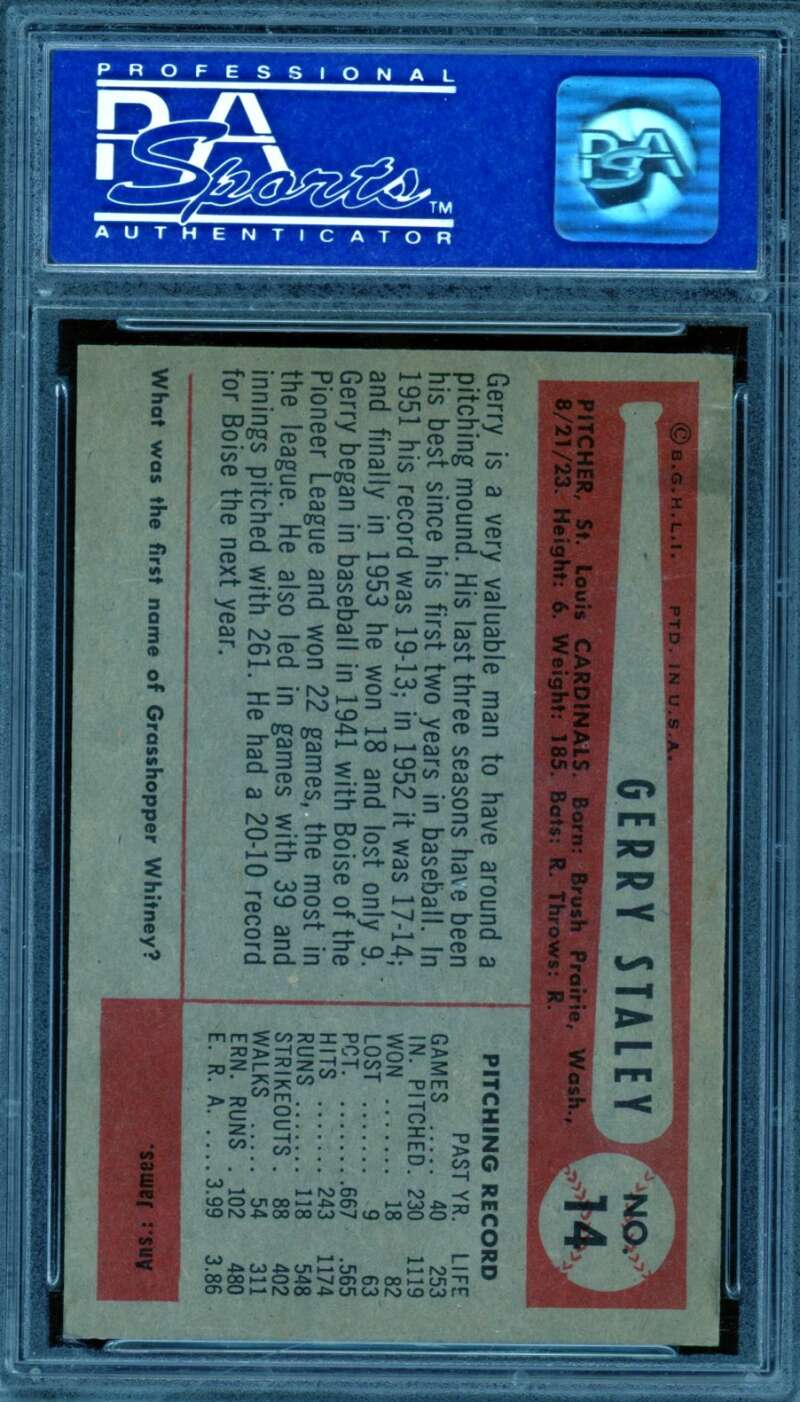 PROFESSIONAL
PSA
Sports
TM
AUTHENTICATOR
PSA
© B.G.H.L.I. PTD. IN U.S.A.
GERRY STALEY
NO.
14
PITCHER, St. Louis CARDINALS. Born: Brush Prairie, Wash.,
8/21/23. Height: 6. Weight: 185. Bats: R. Throws: R.
Gerry is a very valuable man to have around a
pitching mound. His last three seasons have been
his best since his first two years in baseball. In
1951 his record was 19-13; in 1952 it was 17-14;
and finally in 1953 he won 18 and lost only 9.
Gerry began in baseball in 1941 with Boise of the
Pioneer League and won 22 games, the most in
the league. He also led in games with 39 and
innings pitched with 261. He had a 20-10 record
for Boise the next year.
PITCHING RECORD
PAST YR. LIFE
GAMES ..... 40 253
IN. PITCHED. 230 1119
WON ....... 18 82
LOST ....... 9 63
PCT. ....... .667 .565
HITS ....... 243 1174
RUNS ....... 118 548
STRIKEOUTS . 88 402
WALKS ..... 54 311
ERN. RUNS . 102 480
E. R. A. .... 3.99 3.86
What was the first name of Grasshopper Whitney?
Ans.: James.